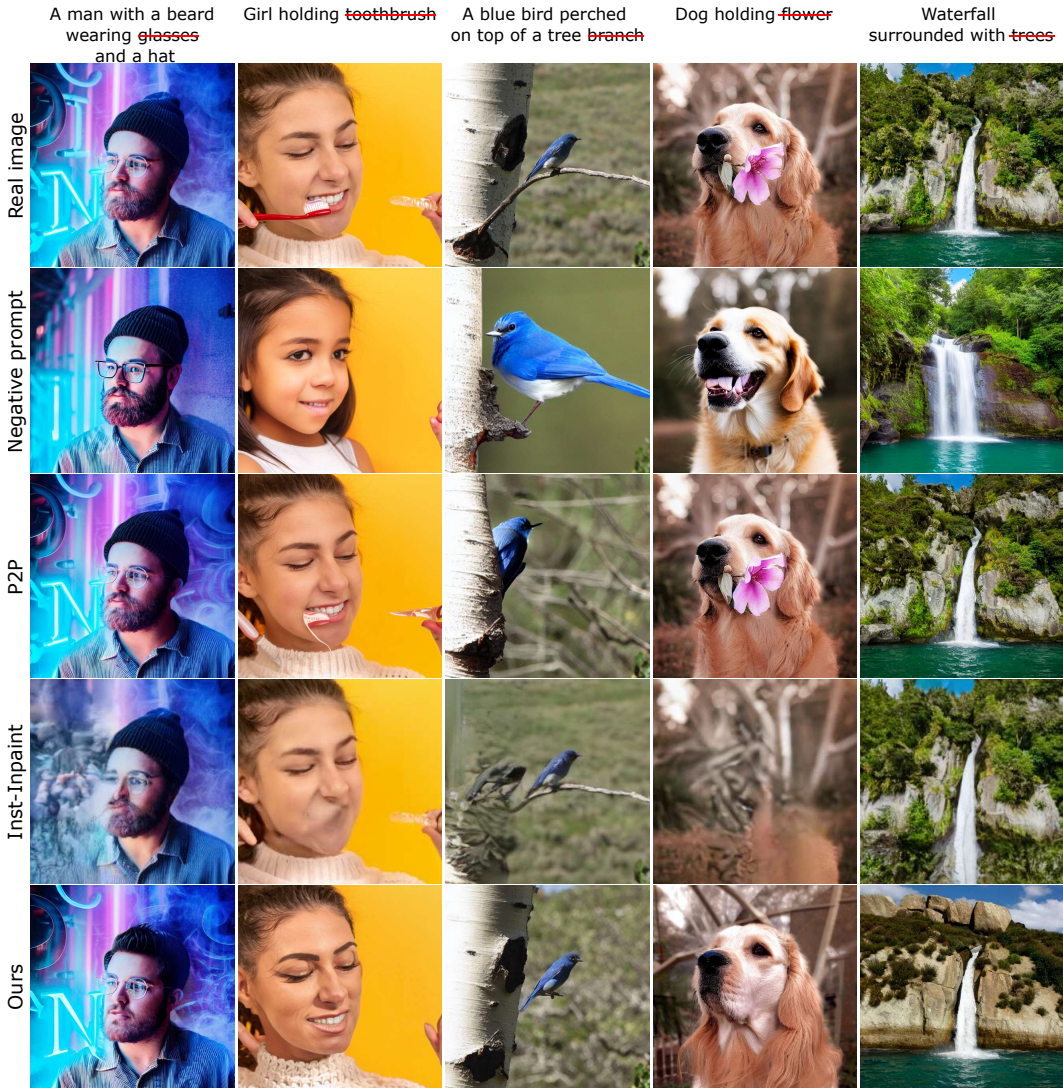 A man with a beard
wearing glasses
and a hat
Girl holding toothbrush
A blue bird perched
on top of a tree branch
Dog holding flower
Waterfall
surrounded with trees
Real image
Negative prompt
P2P
Inst-Inpaint
Ours